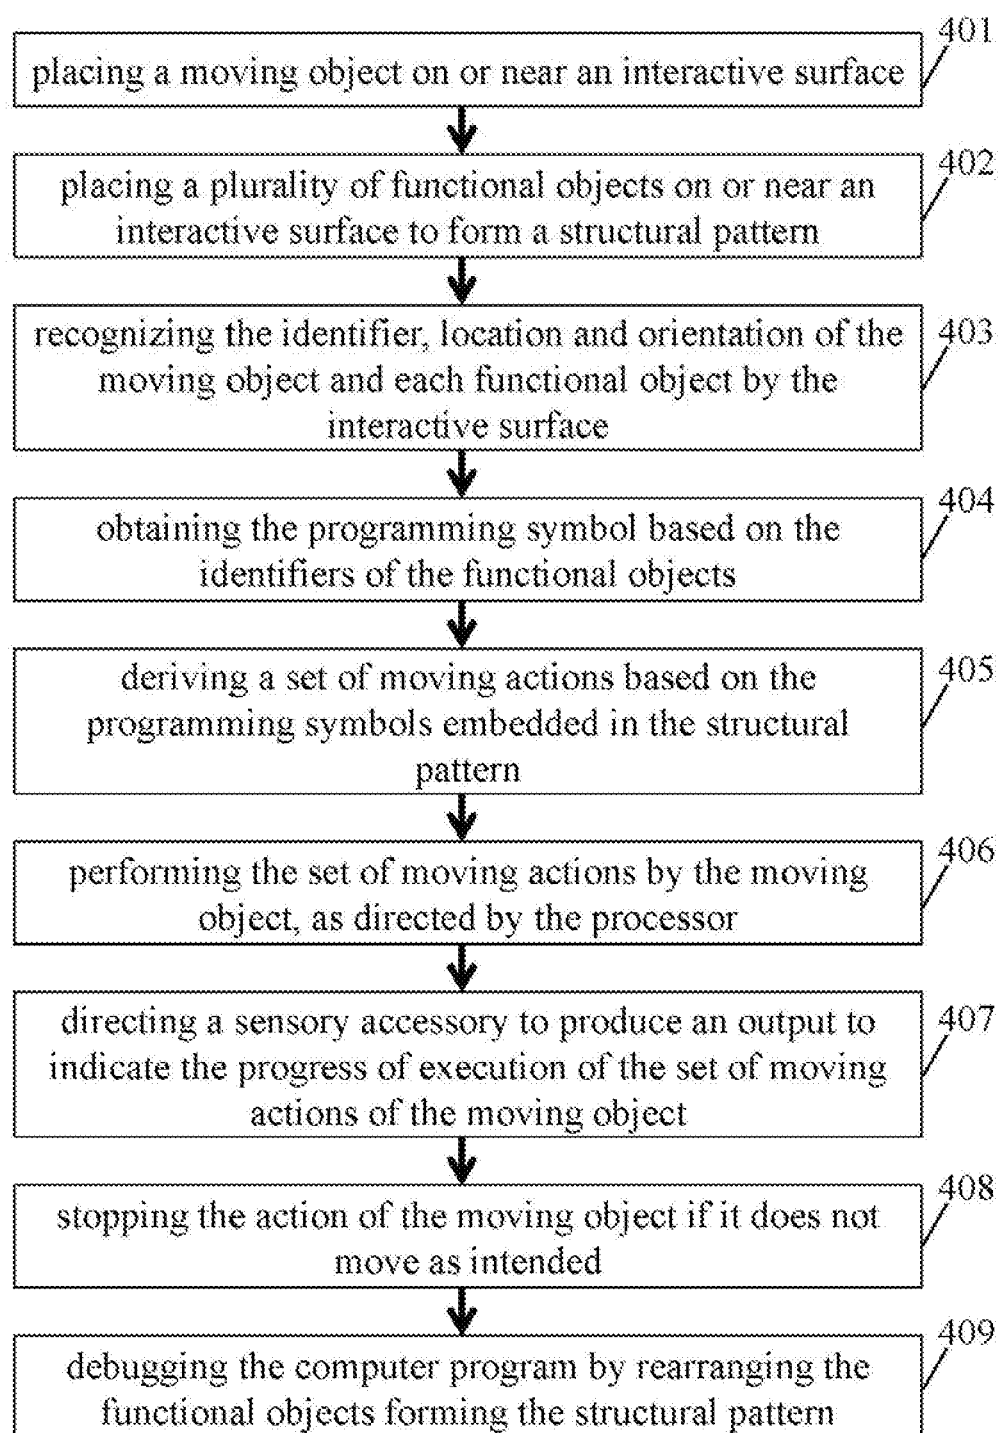 401
placing a moving object on or near an interactive surface
402
placing a plurality of functional objects on or near an
interactive surface to form a structural pattern
403
recognizing the identifier, location and orientation of the
moving object and each functional object by the
interactive surface
404
obtaining the programming symbol based on the
identifiers of the functional objects
405
deriving a set of moving actions based on the
programming symbols embedded in the structural
pattern
406
performing the set of moving actions by the moving
object, as directed by the processor
407
directing a sensory accessory to produce an output to
indicate the progress of execution of the set of moving
actions of the moving object
408
stopping the action of the moving object if it does not
move as intended
409
debugging the computer program by rearranging the
functional objects forming the structural pattern